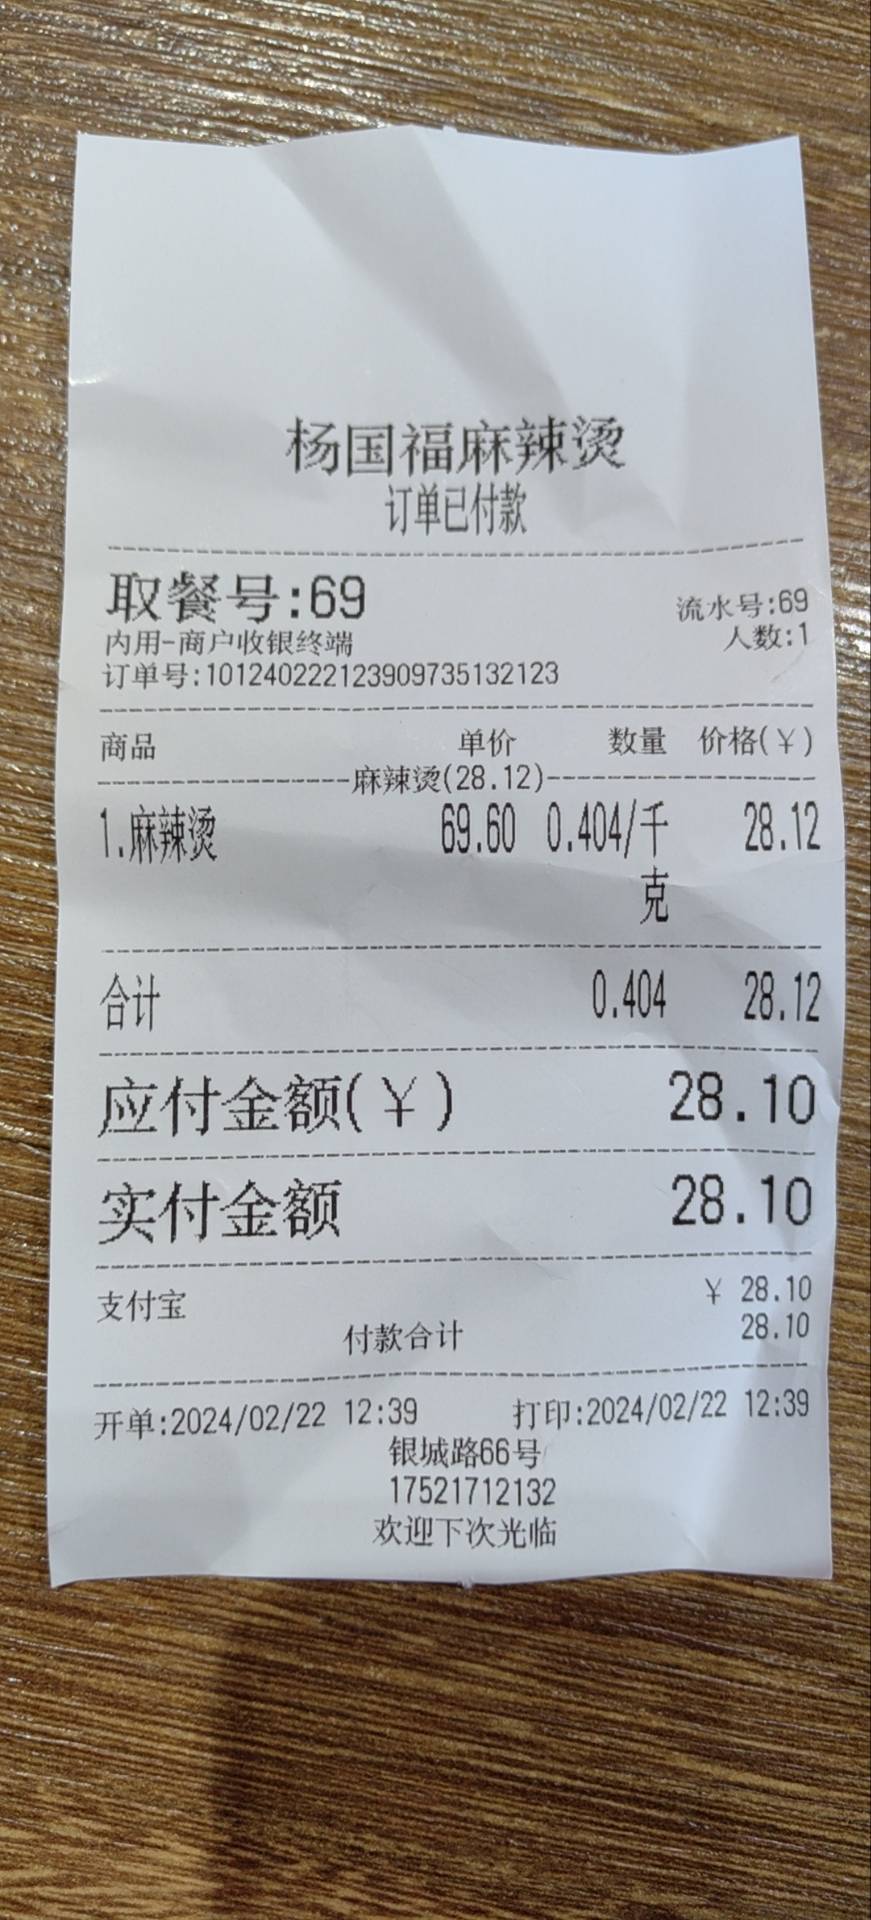 杨国福麻辣烫
订单已付款
取餐号:69 流水号:69
内用-商户收银终端 人数:1
订单号:101240222123909735132123
商品 单价 数量 价格(¥)
麻辣烫(28.12)
1.麻辣烫 69.60 0.404/千 28.12
克
合计 0.404 28.12
应付金额(¥) 28.10
实付金额 28.10
支付宝 ¥ 28.10
付款合计 28.10
开单:2024/02/22 12:39 打印:2024/02/22 12:39
银城路66号
17521712132
欢迎下次光临